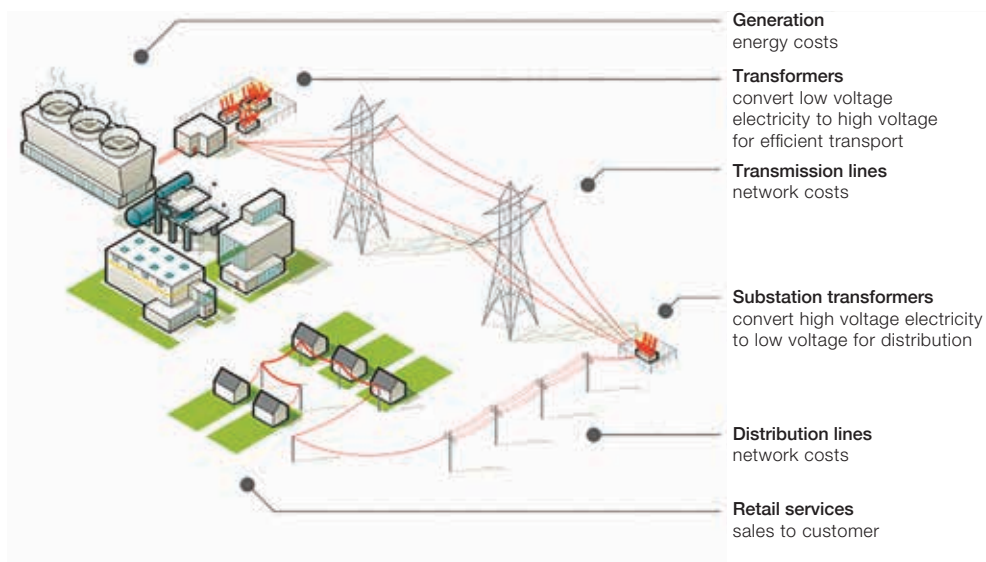 Generation
energy costs
Transformers
convert low voltage
electricity to high voltage
for efficient transport
Transmission lines
network costs
Substation transformers
convert high voltage electricity
to low voltage for distribution
Distribution lines
network costs
Retail services
sales to customer